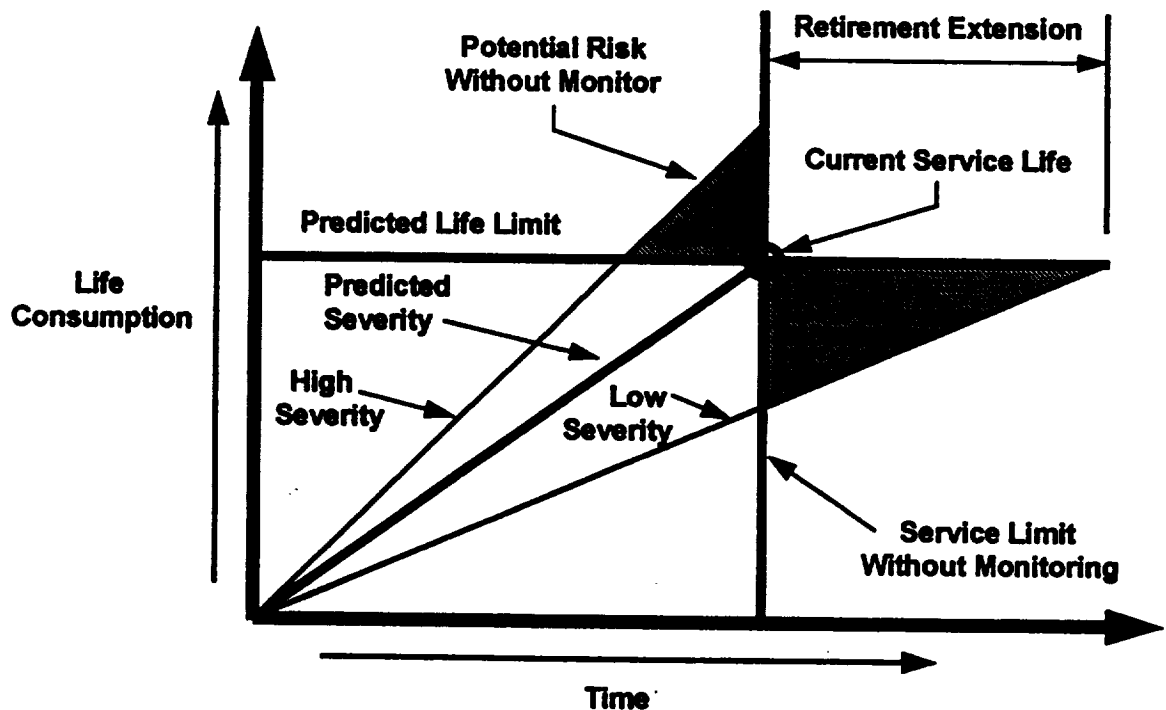 Retirement Extension
Potential Risk
Without Monitor
Current Service Life
Predicted Life Limit
Life
Consumption
Predicted
Severity
High
Severity
Low
Severity
Service Limit
Without Monitoring
Time